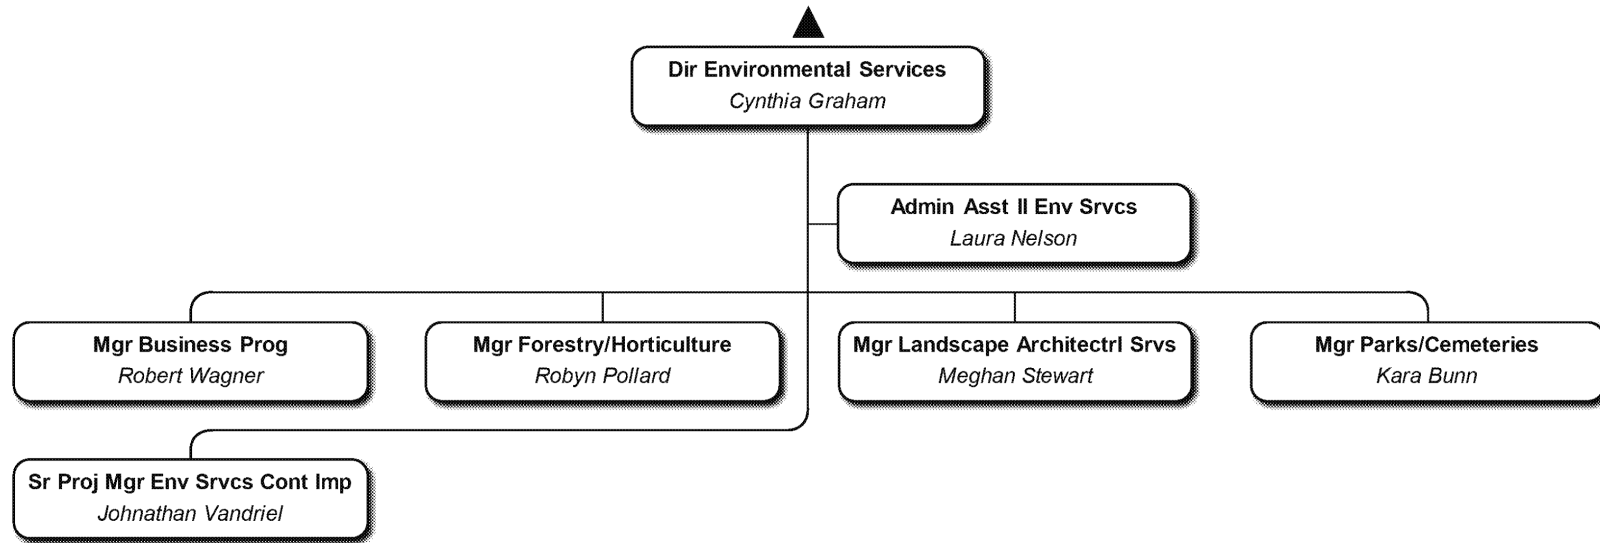 Dir Environmental Services
Cynthia Graham
Admin Asst II Env Srvcs
Laura Nelson
Mgr Business Prog
Robert Wagner
Mgr Forestry/Horticulture
Robyn Pollard
Mgr Landscape Architectrl Srvs
Meghan Stewart
Mgr Parks/Cemeteries
Kara Bunn
Sr Proj Mgr Env Srvcs Cont Imp
Johnathan Vandriel